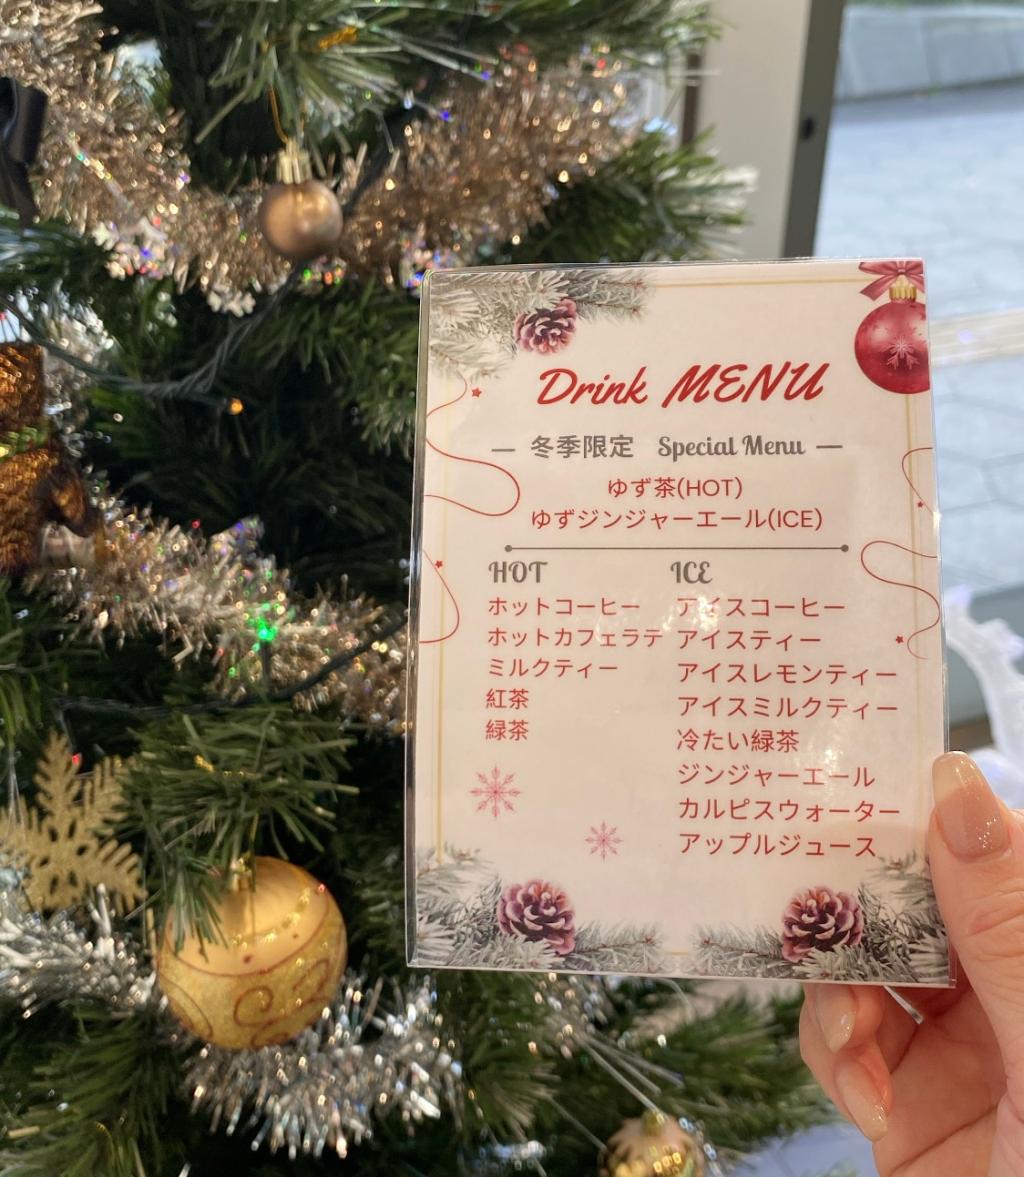 Drink MENU
— 冬季限定 Special Menu —
ゆず茶(HOT)
ゆずジンジャーエール(ICE)
HOT
ホットコーヒー
ホットカフェラテ
ミルクティー
紅茶
緑茶
ICE
アイスコーヒー
アイスティー
アイスレモンティー
アイスミルクティー
冷たい緑茶
ジンジャーエール
カルピスウォーター
アップルジュース